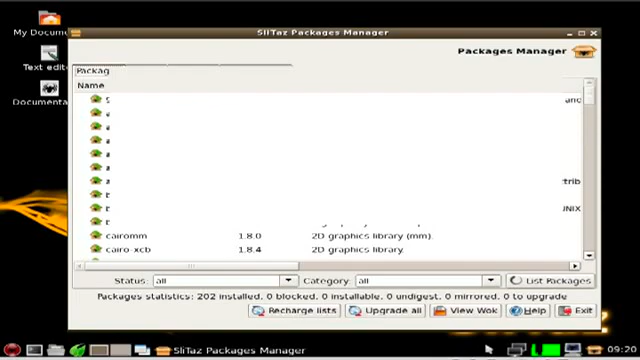 SliTaz Packages Manager
My Docum
Packages Manager
Text edit
Packag
Name
Documenta
anc
a
a
a
a
a
a
trib
b
b
UNIX
b
cairomm 1.8.0 2D graphics library (mm).
cairo-xcb 1.8.4 2D graphics library.
Status: all Category: all List Packages
Packages statistics: 202 installed, 0 blocked, 0 installable, 0 undigest, 0 mirrored, 0 to upgrade
Recharge lists Upgrade all View Wok Help Exit
SliTaz Packages Manager 09:20